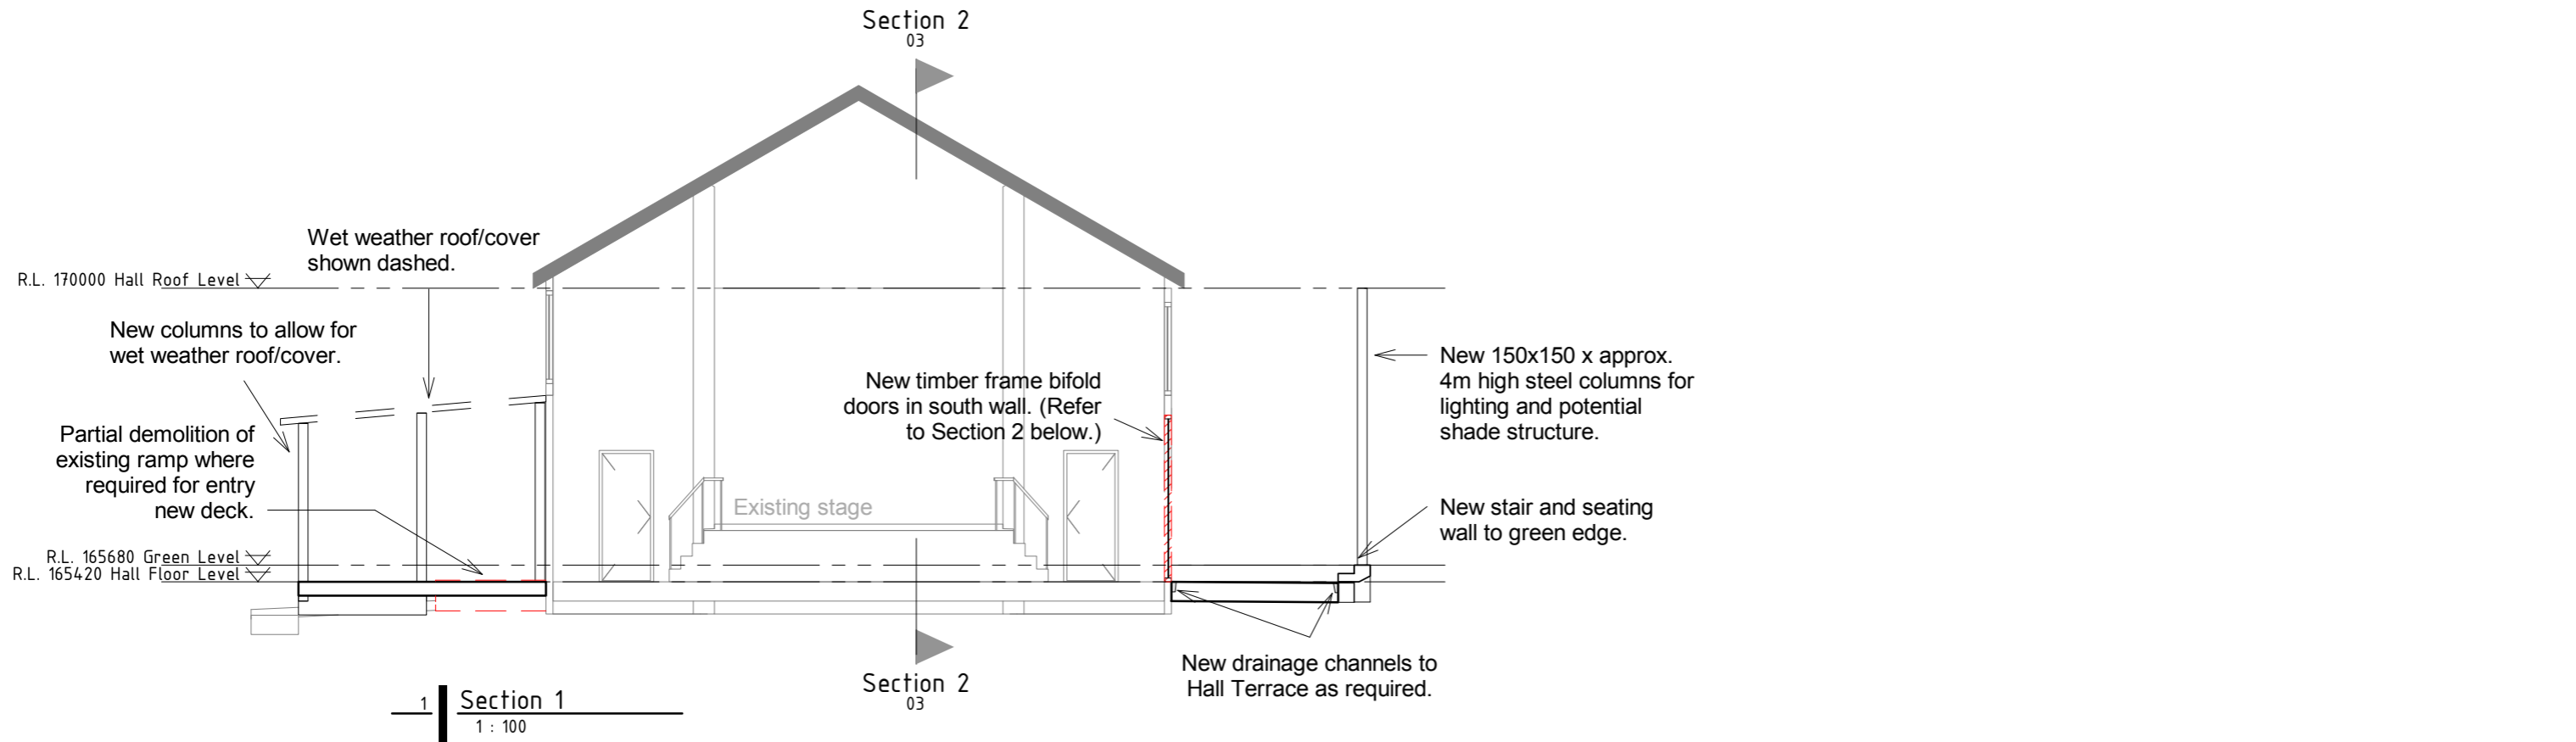 Section 2
03
Wet weather roof/cover
shown dashed.
R.L. 170000 Hall Roof Level
New columns to allow for
wet weather roof/cover.
New 150x150 x approx.
4m high steel columns for
lighting and potential
shade structure.
New timber frame bifold
doors in south wall. (Refer
to Section 2 below.)
Partial demolition of
existing ramp where
required for entry
new deck.
Existing stage
New stair and seating
wall to green edge.
R.L. 165680 Green Level
R.L. 165420 Hall Floor Level
New drainage channels to
Hall Terrace as required.
Section 2
03
1
Section 1
1 : 100